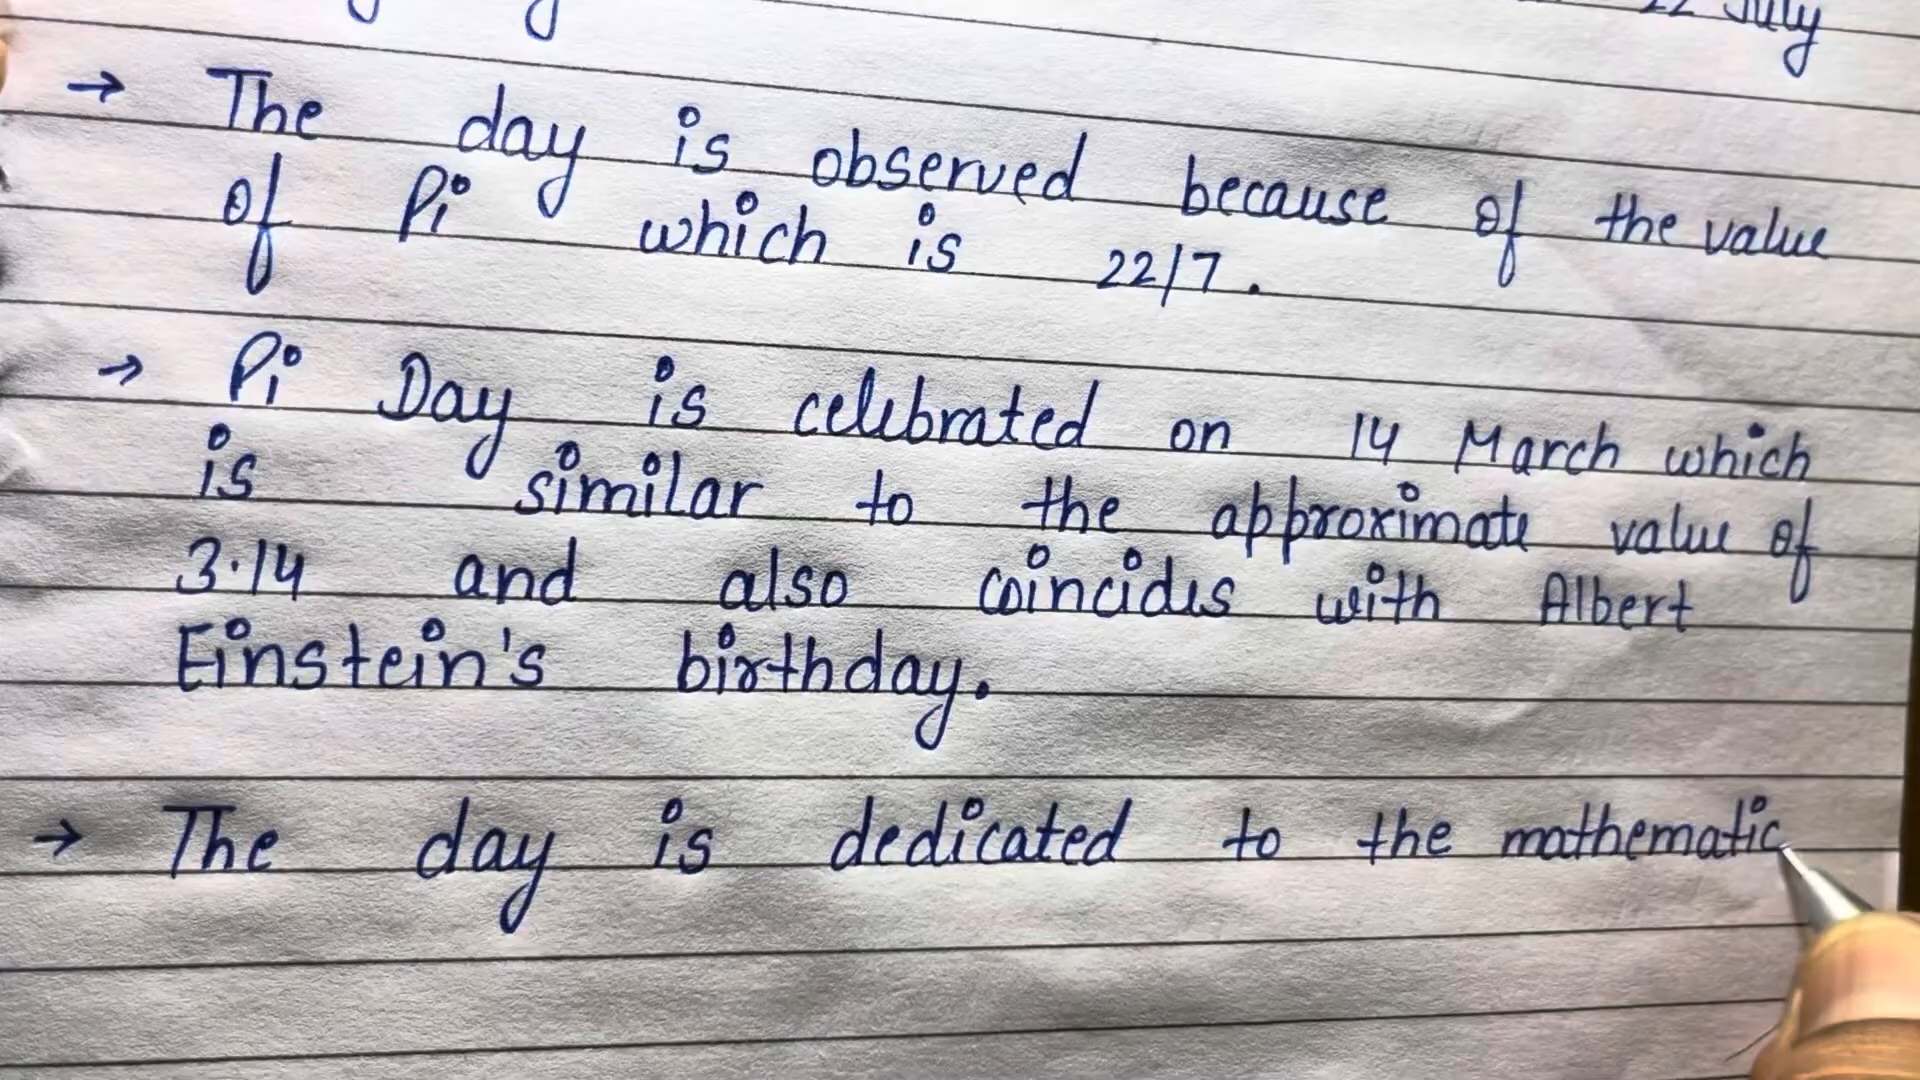 22 July
→ The day is observed because of the value
of Pi which is 22/7.
→ Pi Day is celebrated on 14 March which
is similar to the approximate value of
3.14 and also coincides with Albert
Einstein's birthday.
→ The day is dedicated to the mathematic